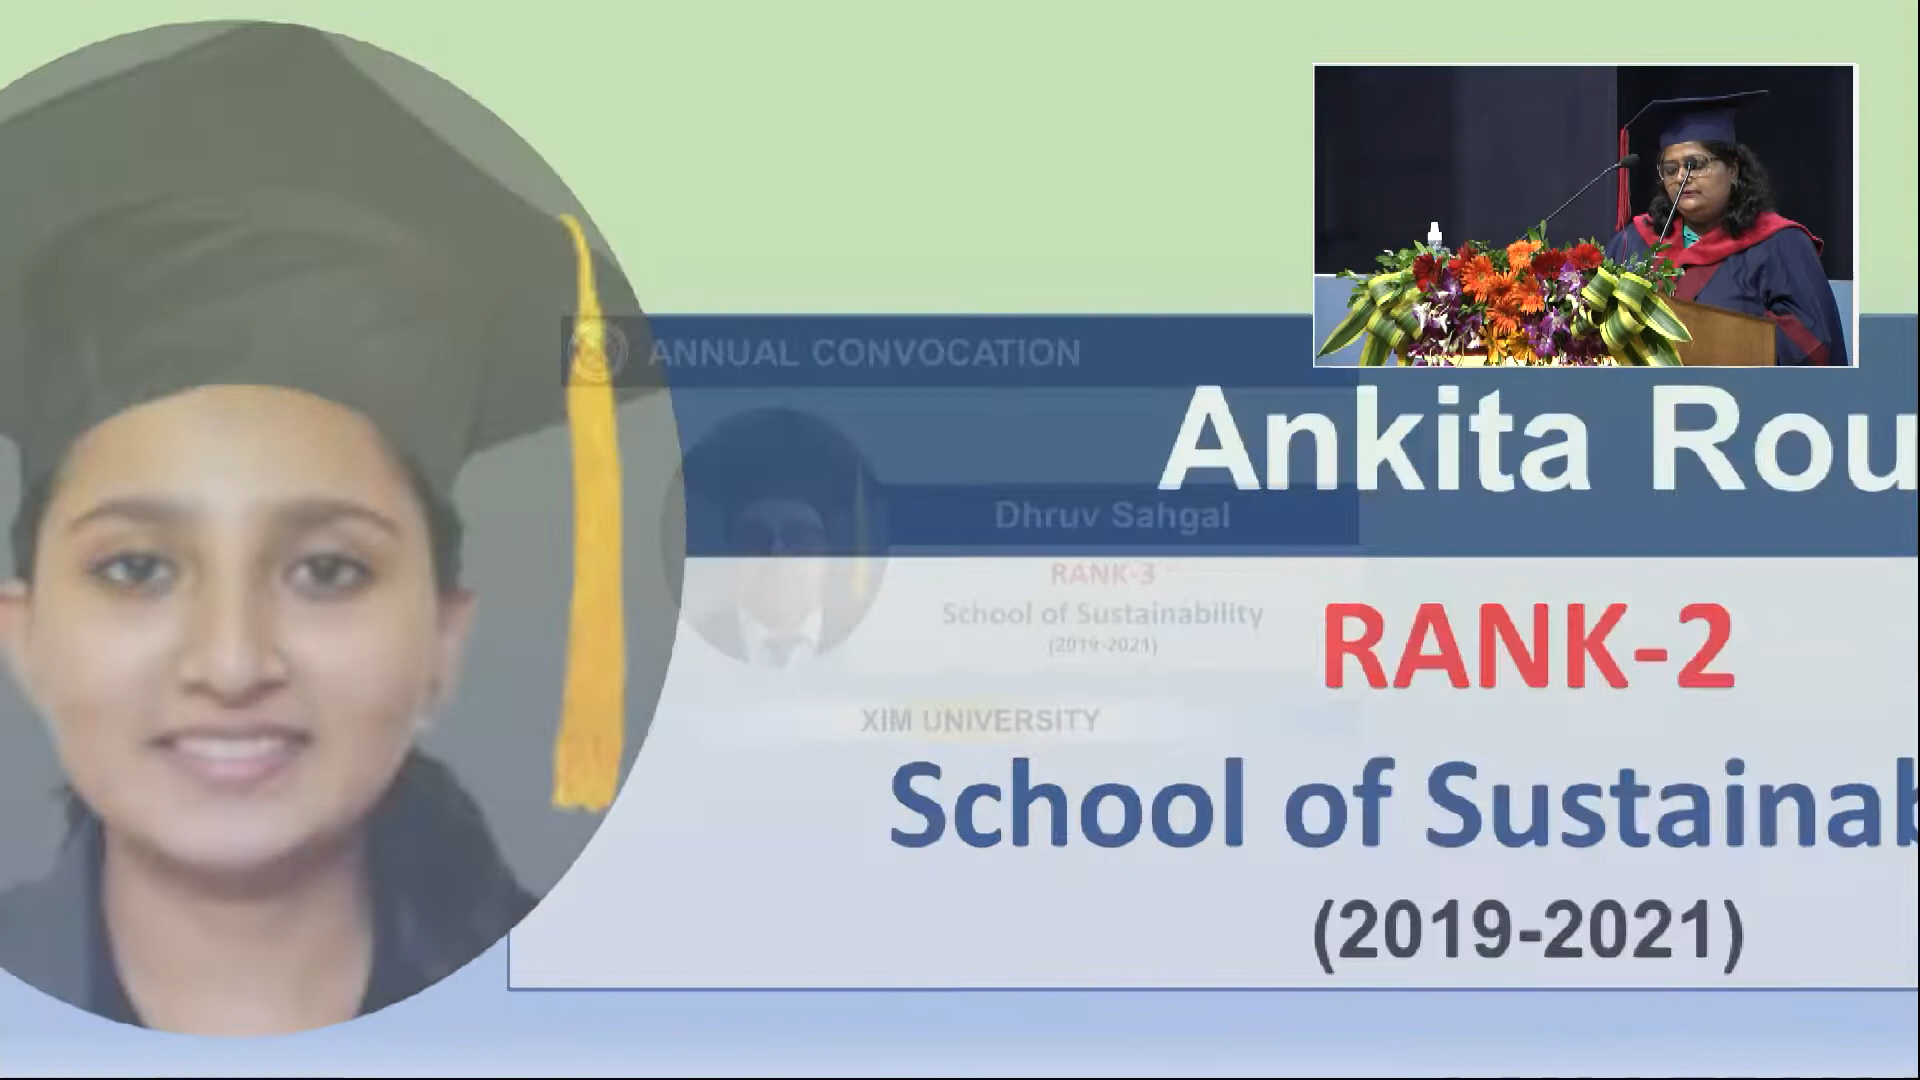 ANNUAL CONVOCATION
Ankita Rou
Dhruv Sahgal
RANK-3
School of Sustainability
(2019-2021)
RANK-2
XIM UNIVERSITY
School of Sustainab
(2019-2021)